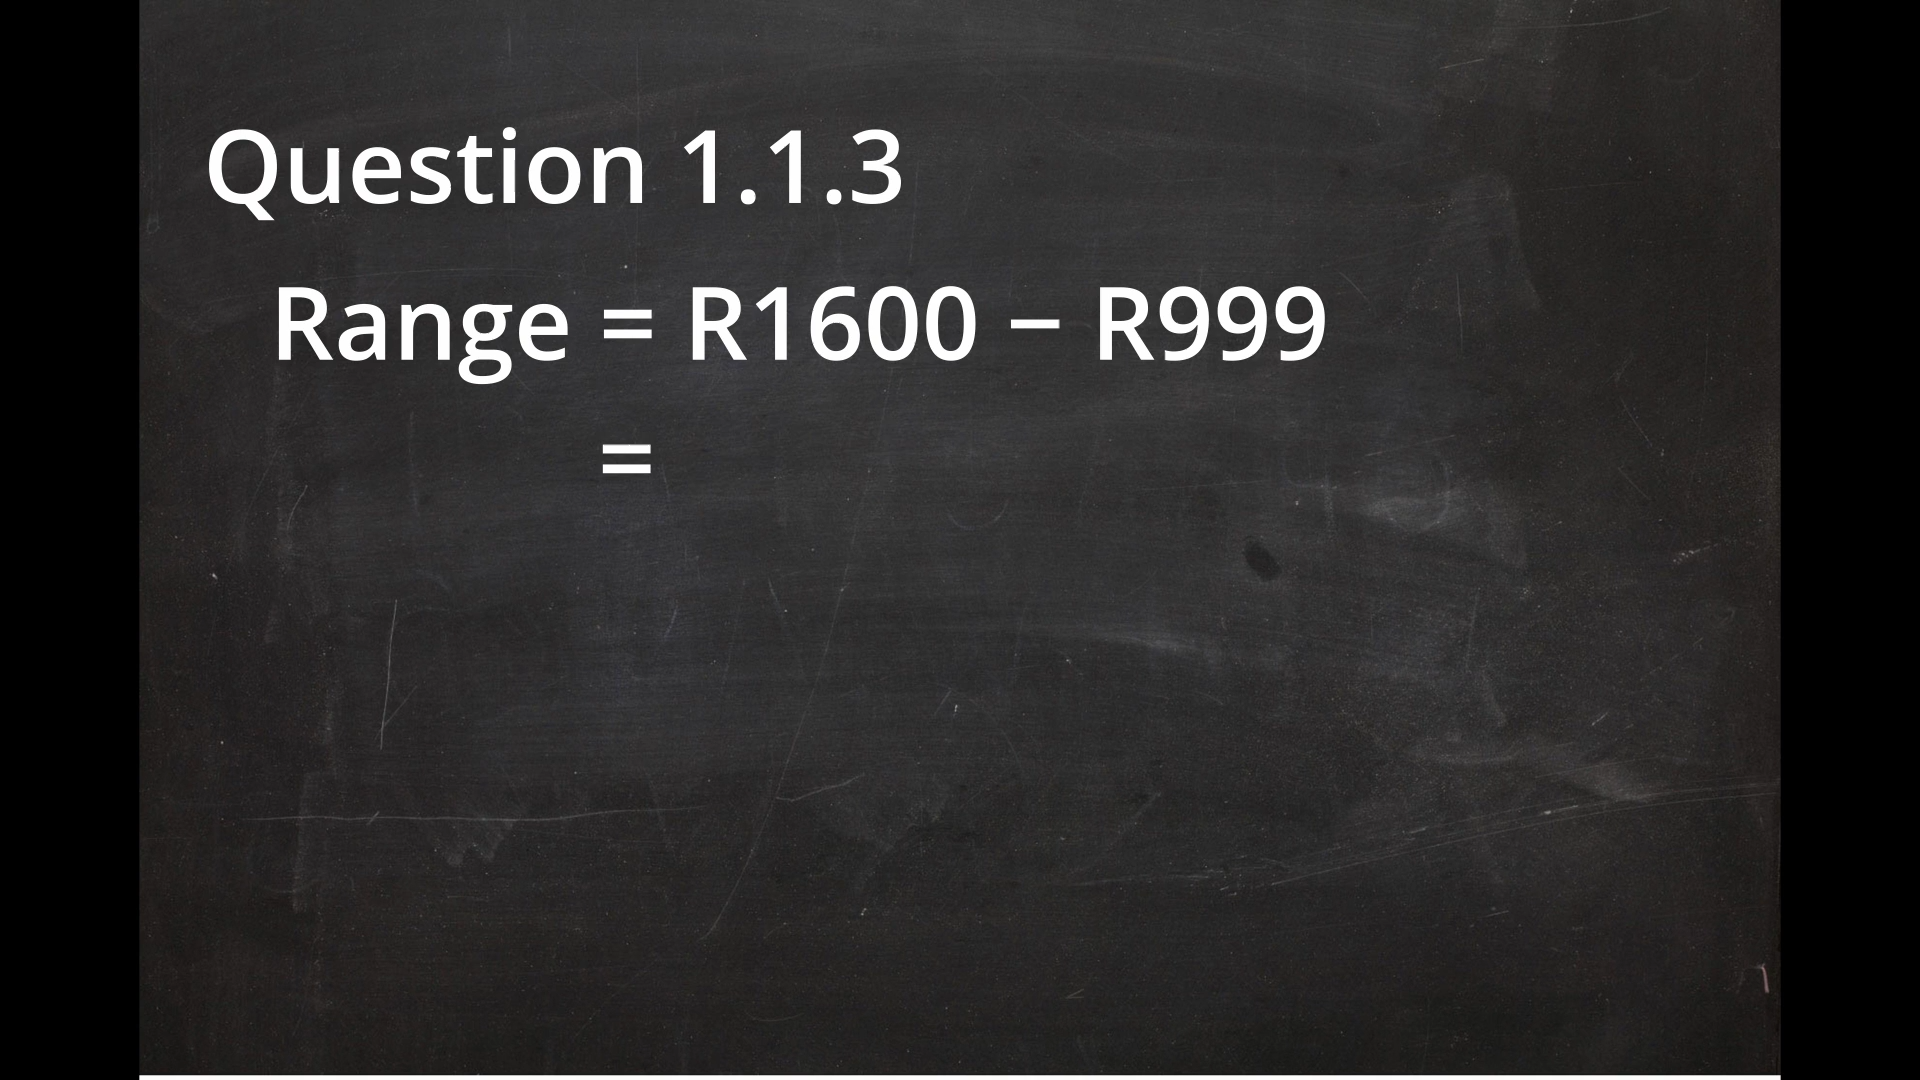 Question 1.1.3
Range = R1600 − R999
=